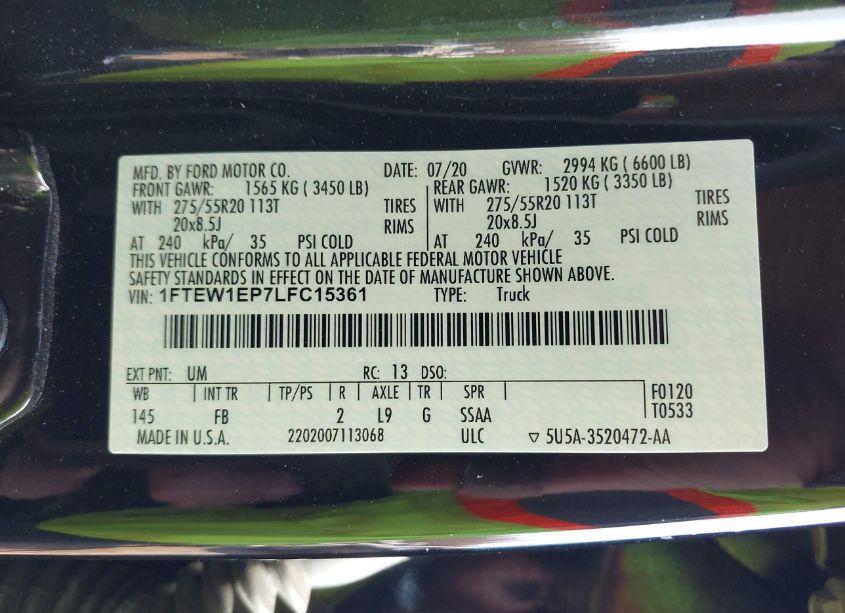 MFD. BY FORD MOTOR CO. DATE: 07/20 GVWR: 2994 KG ( 6600 LB)
FRONT GAWR: 1565 KG ( 3450 LB) REAR GAWR: 1520 KG ( 3350 LB)
WITH 275/55R20 113T TIRES WITH 275/55R20 113T TIRES
20x8.5J RIMS 20x8.5J RIMS
AT 240 kPa/ 35 PSI COLD AT 240 kPa/ 35 PSI COLD
THIS VEHICLE CONFORMS TO ALL APPLICABLE FEDERAL MOTOR VEHICLE
SAFETY STANDARDS IN EFFECT ON THE DATE OF MANUFACTURE SHOWN ABOVE.
VIN: 1FTEW1EP7LFC15361 TYPE: Truck
EXT PNT: UM RC: 13 DSO:
WB INT TR TP/PS R AXLE TR SPR F0120
145 FB 2 L9 G SSAA T0533
MADE IN U.S.A. 2202007113068 ULC ▽ 5U5A-3520472-AA